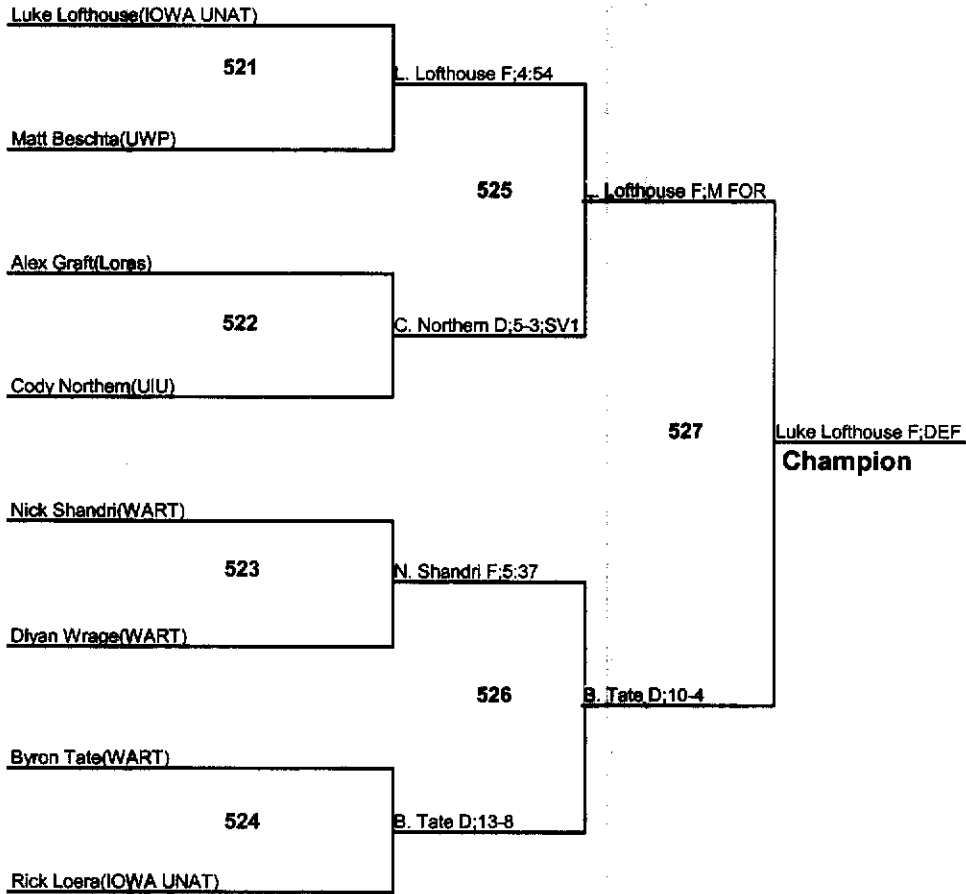 Luke Lofthouse(IOWA UNAT)
521
L. Lofthouse F;4:54
Matt Beschta(UWP)
525
L. Lofthouse F;M FOR
Alex Graft(Loras)
522
C. Northern D;5-3;SV1
Cody Northern(UIU)
527
Luke Lofthouse F;DEF
Champion
Nick Shandri(WART)
523
N. Shandri F;5:37
Dlyan Wrage(WART)
526
B. Tate D;10-4
Byron Tate(WART)
524
B. Tate D;13-8
Rick Loera(IOWA UNAT)